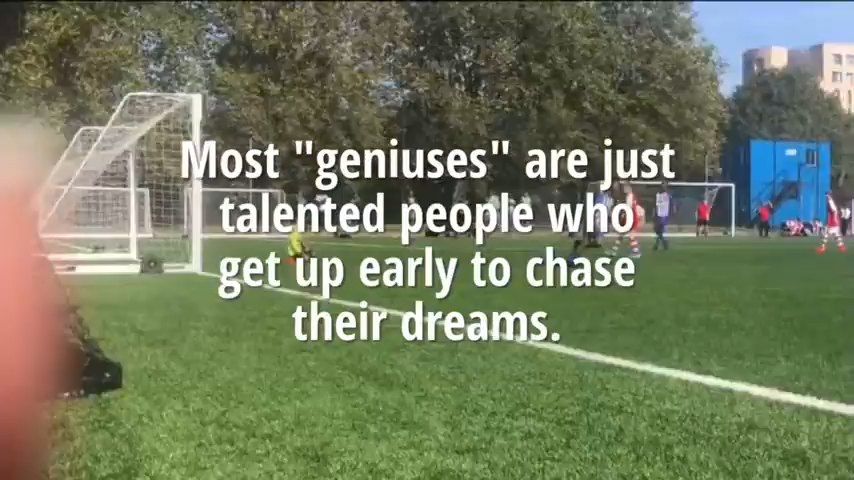 Most "geniuses" are just
talented people who
get up early to chase
their dreams.